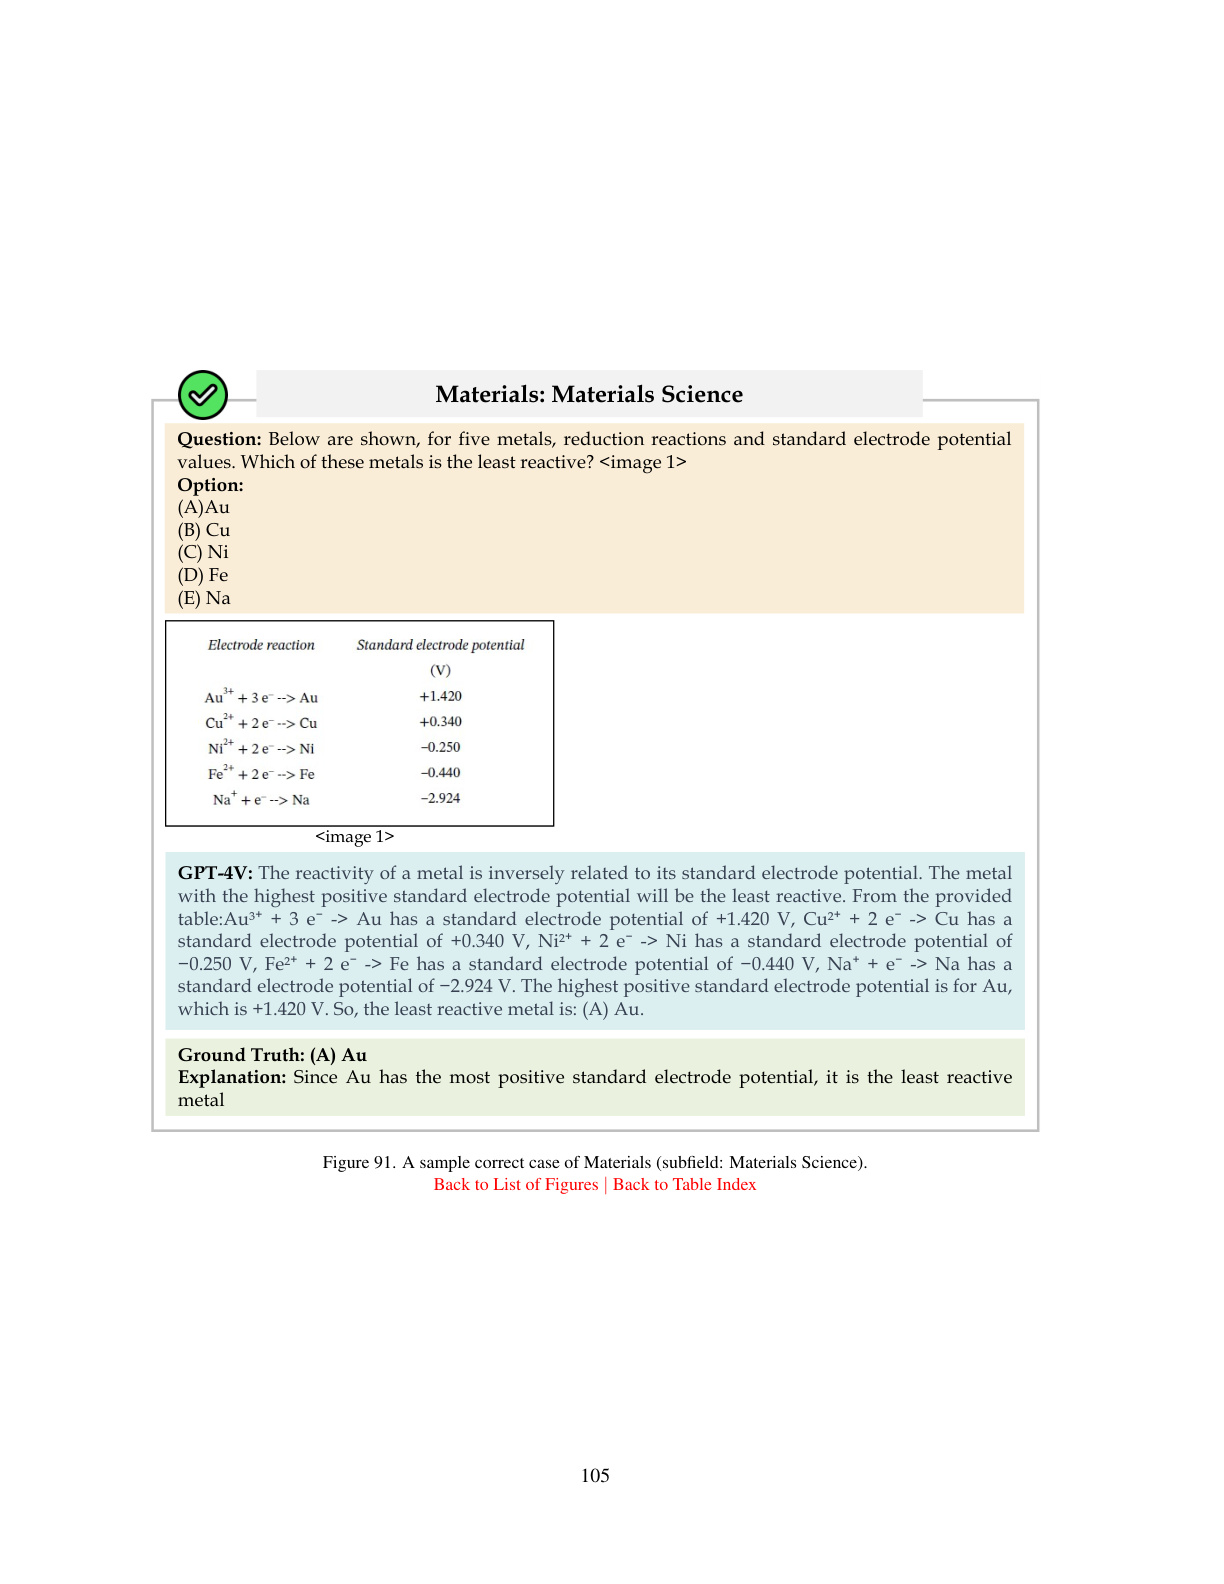 Materials: Materials Science
Question: Below are shown, for five metals, reduction reactions and standard electrode potential
values. Which of these metals is the least reactive? <image 1>
Option:
(A)Au
(B) Cu
(C) Ni
(D) Fe
(E) Na
Electrode reaction Standard electrode potential
(V)
Au³⁺ + 3 e⁻ --> Au +1.420
Cu²⁺ + 2 e⁻ --> Cu +0.340
Ni²⁺ + 2 e⁻ --> Ni −0.250
Fe²⁺ + 2 e⁻ --> Fe −0.440
Na⁺ + e⁻ --> Na −2.924
<image 1>
GPT-4V: The reactivity of a metal is inversely related to its standard electrode potential. The metal
with the highest positive standard electrode potential will be the least reactive. From the provided
table:Au³⁺ + 3 e⁻ -> Au has a standard electrode potential of +1.420 V, Cu²⁺ + 2 e⁻ -> Cu has a
standard electrode potential of +0.340 V, Ni²⁺ + 2 e⁻ -> Ni has a standard electrode potential of
−0.250 V, Fe²⁺ + 2 e⁻ -> Fe has a standard electrode potential of −0.440 V, Na⁺ + e⁻ -> Na has a
standard electrode potential of −2.924 V. The highest positive standard electrode potential is for Au,
which is +1.420 V. So, the least reactive metal is: (A) Au.
Ground Truth: (A) Au
Explanation: Since Au has the most positive standard electrode potential, it is the least reactive
metal
Figure 91. A sample correct case of Materials (subfield: Materials Science).
Back to List of Figures | Back to Table Index
105